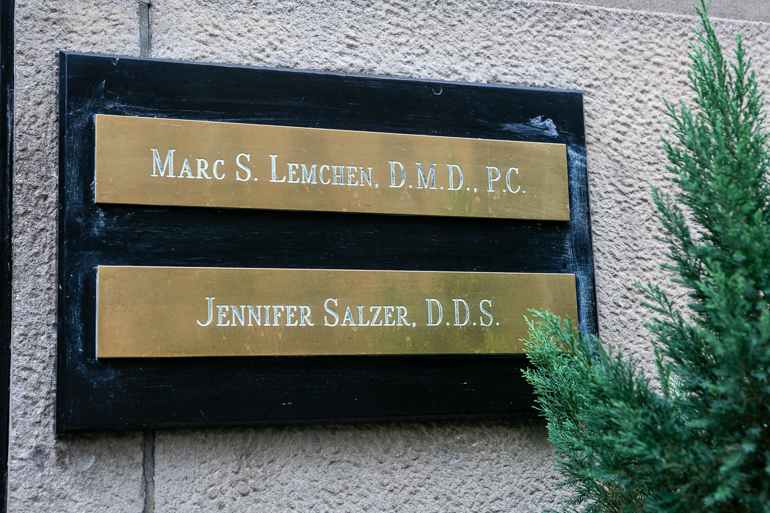 Marc S. Lemchen, D.M.D., P.C.
Jennifer Salzer, D.D.S.